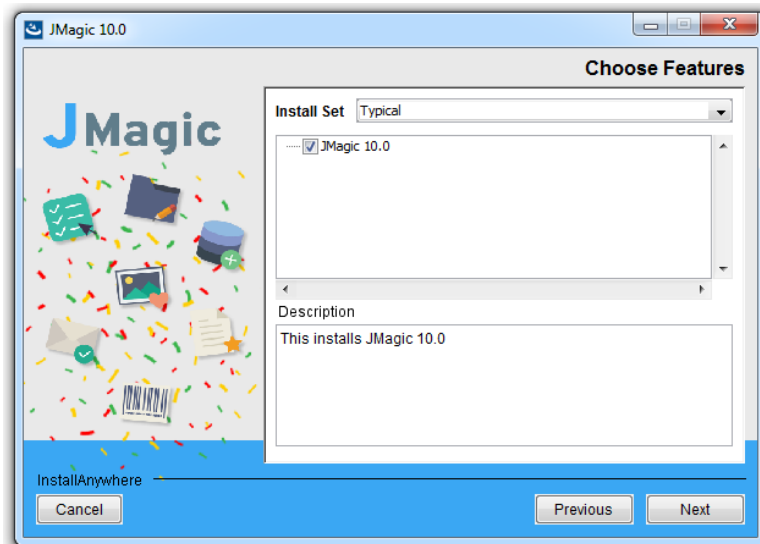 JMagic 10.0
Choose Features
JMagic
Install Set Typical
JMagic 10.0
Description
This installs JMagic 10.0
InstallAnywhere
Cancel Previous Next